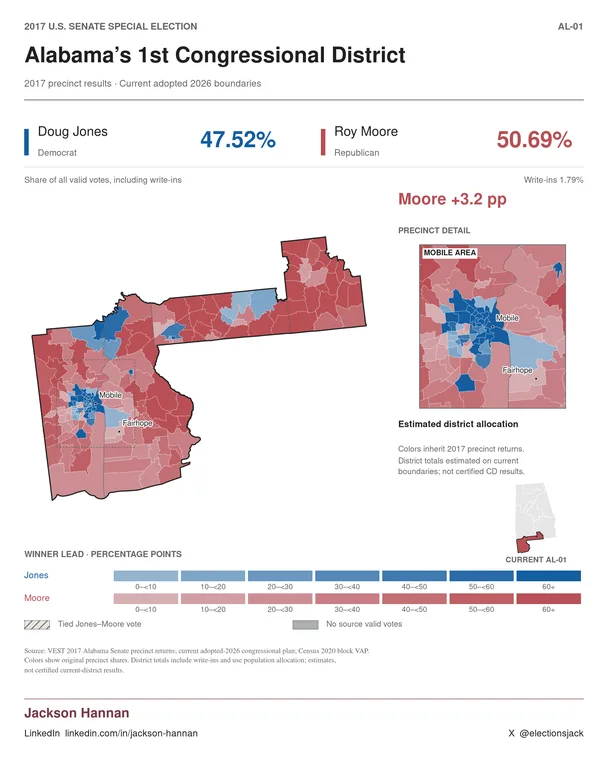 2017 U.S. SENATE SPECIAL ELECTION
AL-01
Alabama's 1st Congressional District
2017 precinct results · Current adopted 2026 boundaries
Doug Jones
Democrat
47.52%
Roy Moore
Republican
50.69%
Share of all valid votes, including write-ins
Write-ins 1.79%
Moore +3.2 pp
PRECINCT DETAIL
MOBILE AREA
Mobile
Fairhope
Mobile
Fairhope
Estimated district allocation
Colors inherit 2017 precinct returns.
District totals estimated on current
boundaries; not certified CD results.
CURRENT AL-01
WINNER LEAD · PERCENTAGE POINTS
Jones
0–<10 10–<20 20–<30 30–<40 40–<50 50–<60 60+
Moore
0–<10 10–<20 20–<30 30–<40 40–<50 50–<60 60+
Tied Jones–Moore vote
No source valid votes
Source: VEST 2017 Alabama Senate precinct returns; current adopted-2026 congressional plan; Census 2020 block VAP.
Colors show original precinct shares. District totals include write-ins and use population allocation; estimates,
not certified current-district results.
Jackson Hannan
LinkedIn linkedin.com/in/jackson-hannan
X @electionsjack